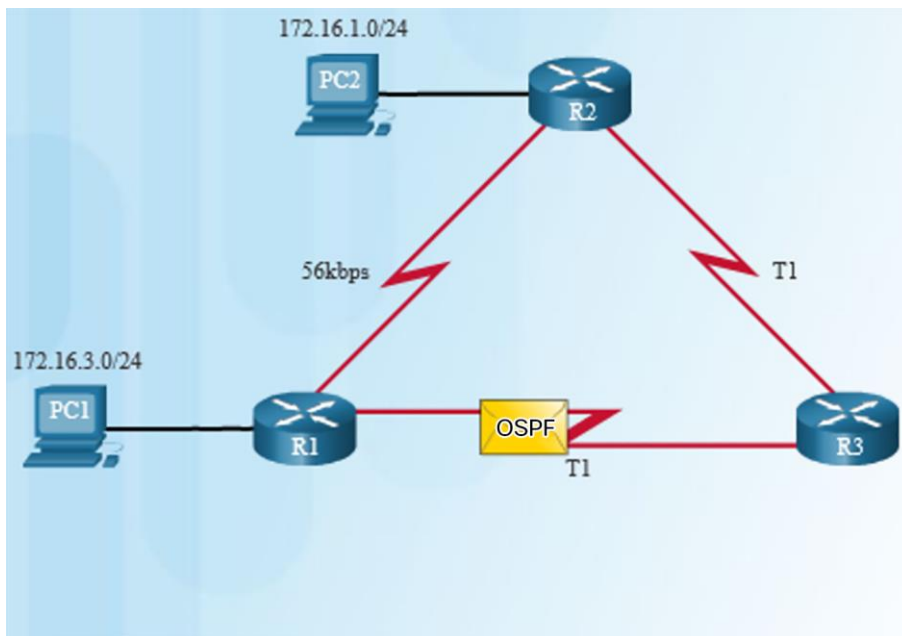 172.16.1.0/24
PC2
R2
56kbps
T1
172.16.3.0/24
PC1
R1
OSPF
T1
R3